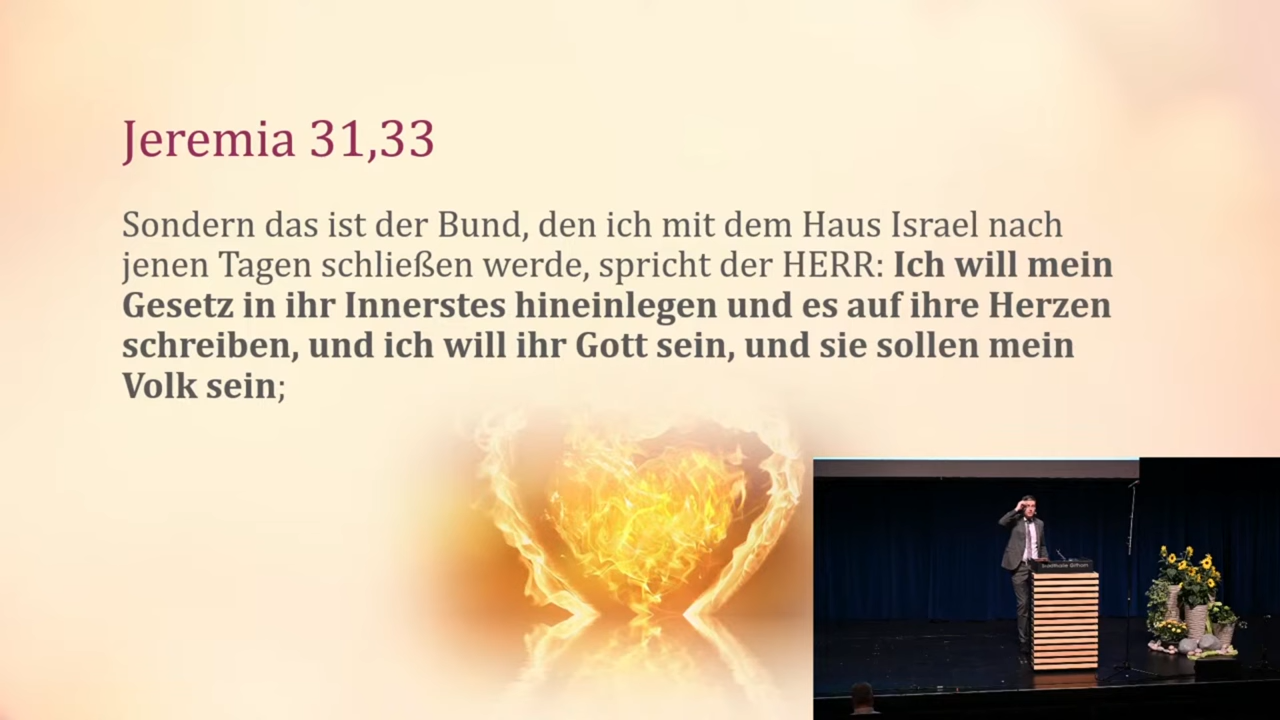 Jeremia 31,33
Sondern das ist der Bund, den ich mit dem Haus Israel nach
jenen Tagen schließen werde, spricht der HERR: Ich will mein
Gesetz in ihr Innerstes hineinlegen und es auf ihre Herzen
schreiben, und ich will ihr Gott sein, und sie sollen mein
Volk sein;
Stadthalle Gifhorn